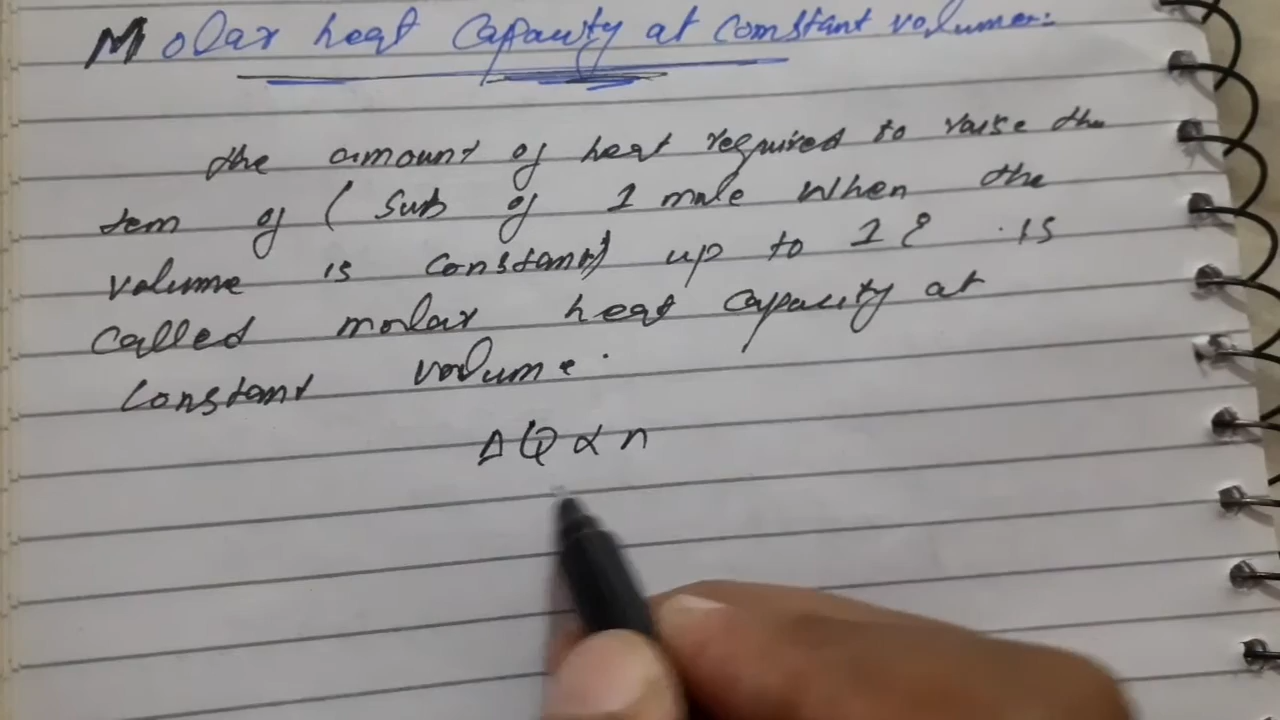 Molar heat capacity at constant volume:
the amount of heat required to raise the
tem of (sub of 1 mole when the
volume is constant) up to 1 is
called molar heat capacity at
constant volume.
ΔQ ∝ n